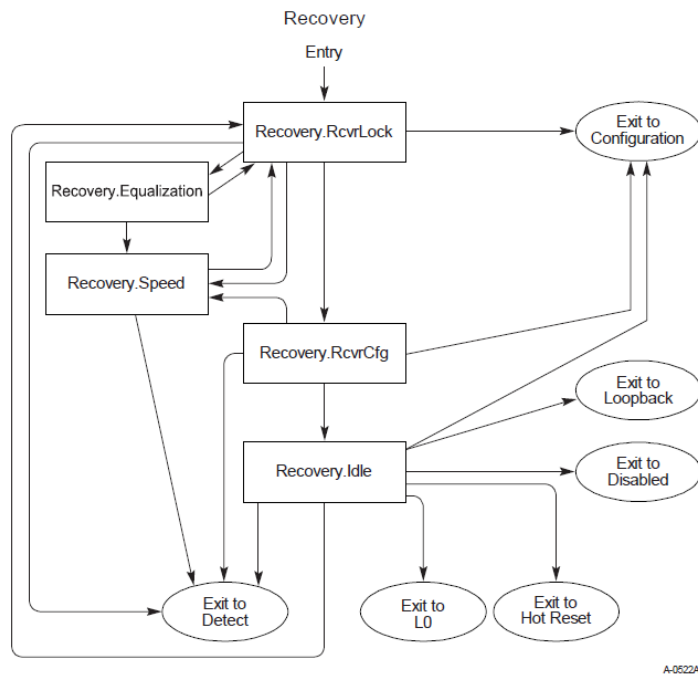 Recovery
Entry
Recovery.RcvrLock
Exit to
Configuration
Recovery.Equalization
Recovery.Speed
Recovery.RcvrCfg
Exit to
Loopback
Recovery.Idle
Exit to
Disabled
Exit to
Detect
Exit to
L0
Exit to
Hot Reset
A-0522A